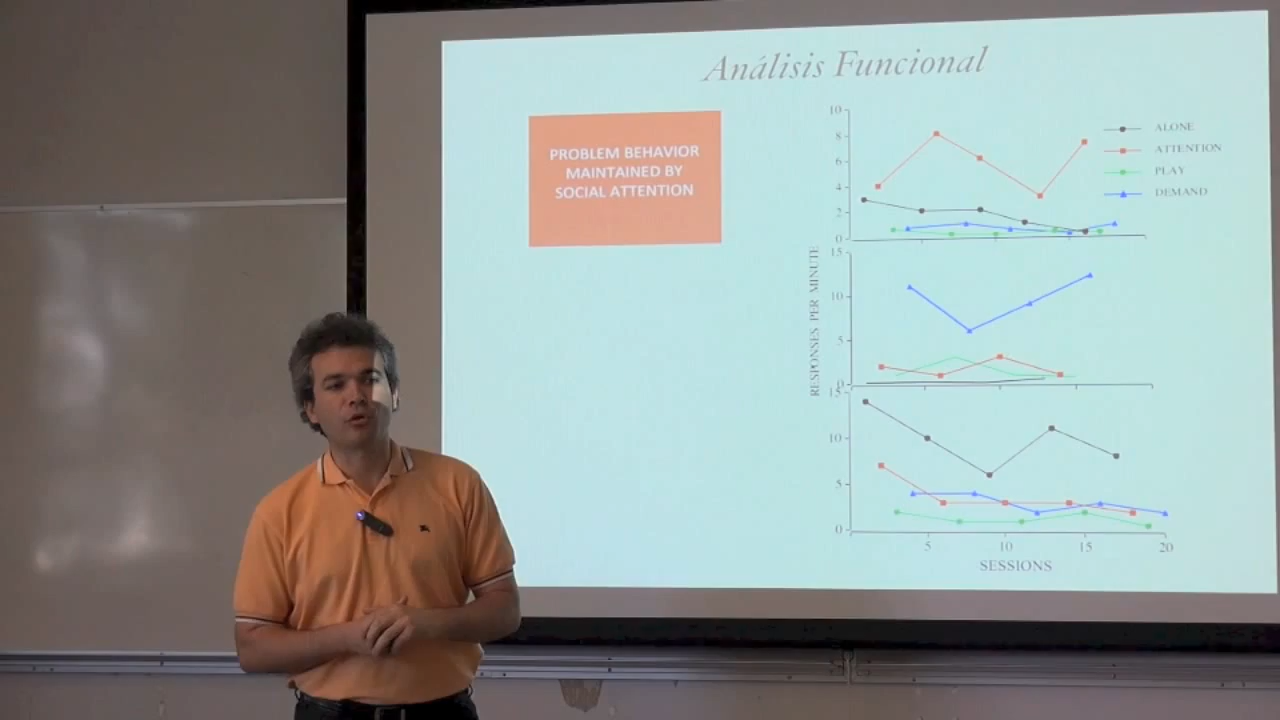 Análisis Funcional
PROBLEM BEHAVIOR
MAINTAINED BY
SOCIAL ATTENTION
10
8
6
4
2
0
ALONE
ATTENTION
PLAY
DEMAND
RESPONSES PER MINUTE
15
10
5
0
15
10
5
0
5
10
15
20
SESSIONS